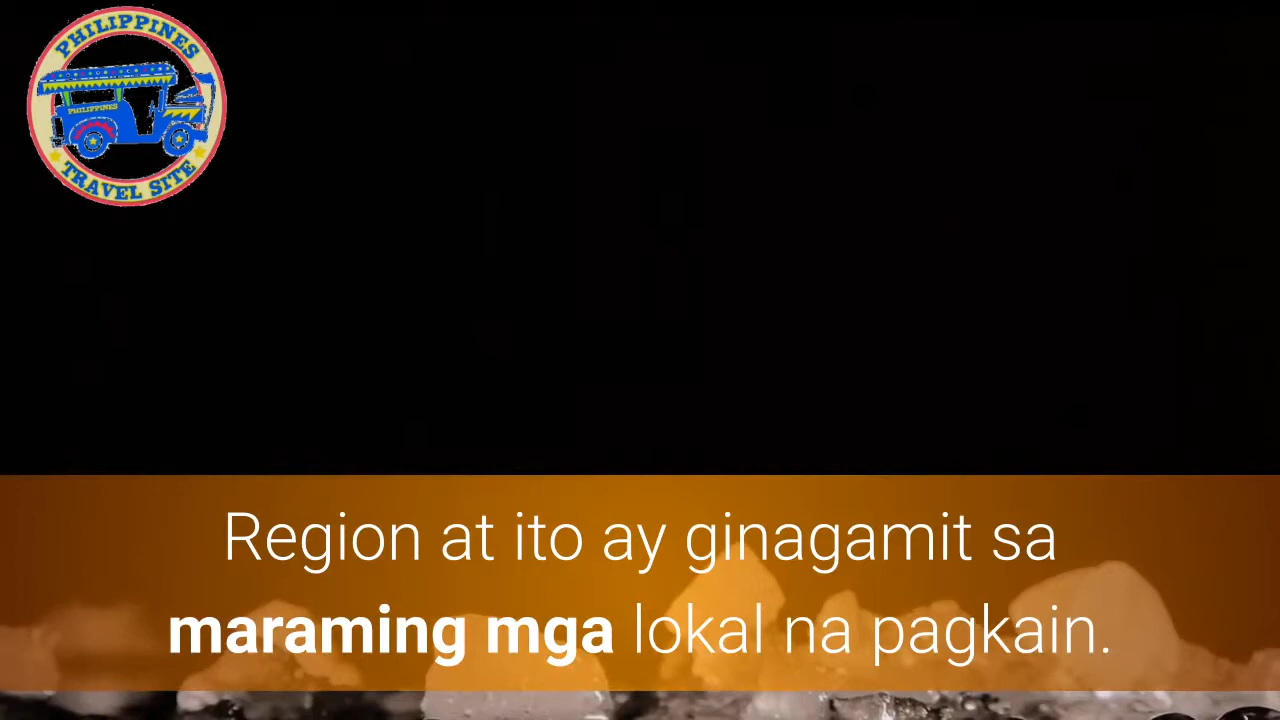 PHILIPPINES
PHILIPPINES
TRAVEL SITE
Region at ito ay ginagamit sa
maraming mga lokal na pagkain.